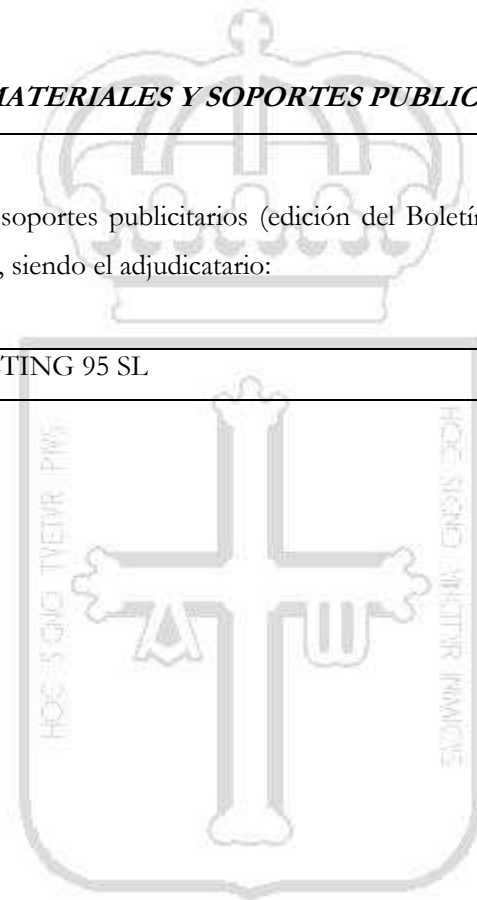 MATERIALES Y SOPORTES PUBLIC
soportes publicitarios (edición del Boletín
, siendo el adjudicatario:
TING 95 SL
HOC SIGNO TVETVR PIVS
HOC SIGNO VINCITVR INIMICVS
A W